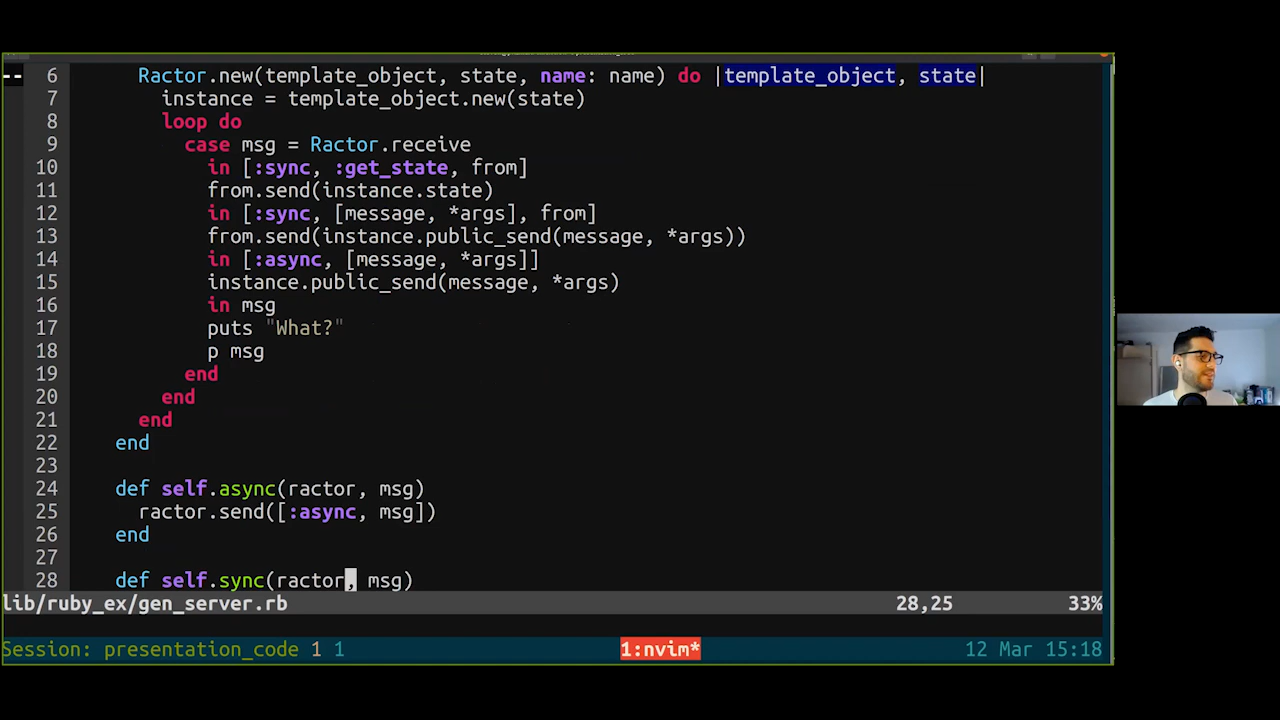 -- 6 Ractor.new(template_object, state, name: name) do |template_object, state|
7 instance = template_object.new(state)
8 loop do
9 case msg = Ractor.receive
10 in [:sync, :get_state, from]
11 from.send(instance.state)
12 in [:sync, [message, *args], from]
13 from.send(instance.public_send(message, *args))
14 in [:async, [message, *args]]
15 instance.public_send(message, *args)
16 in msg
17 puts "What?"
18 p msg
19 end
20 end
21 end
22 end
23
24 def self.async(ractor, msg)
25 ractor.send([:async, msg])
26 end
27
28 def self.sync(ractor, msg)
lib/ruby_ex/gen_server.rb 28,25 33%
Session: presentation_code 1 1 1:nvim* 12 Mar 15:18